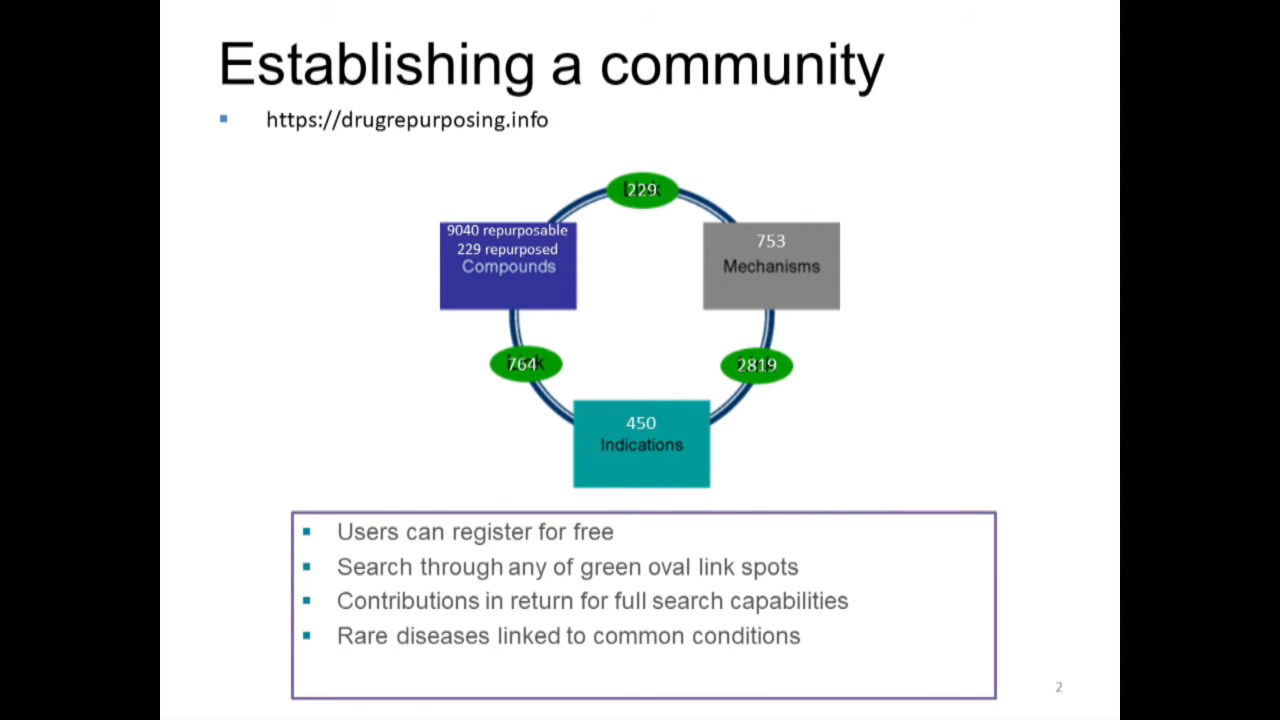 Establishing a community
https://drugrepurposing.info
229
9040 repurposable
229 repurposed
Compounds
753
Mechanisms
764
2819
450
Indications
Users can register for free
Search through any of green oval link spots
Contributions in return for full search capabilities
Rare diseases linked to common conditions
2